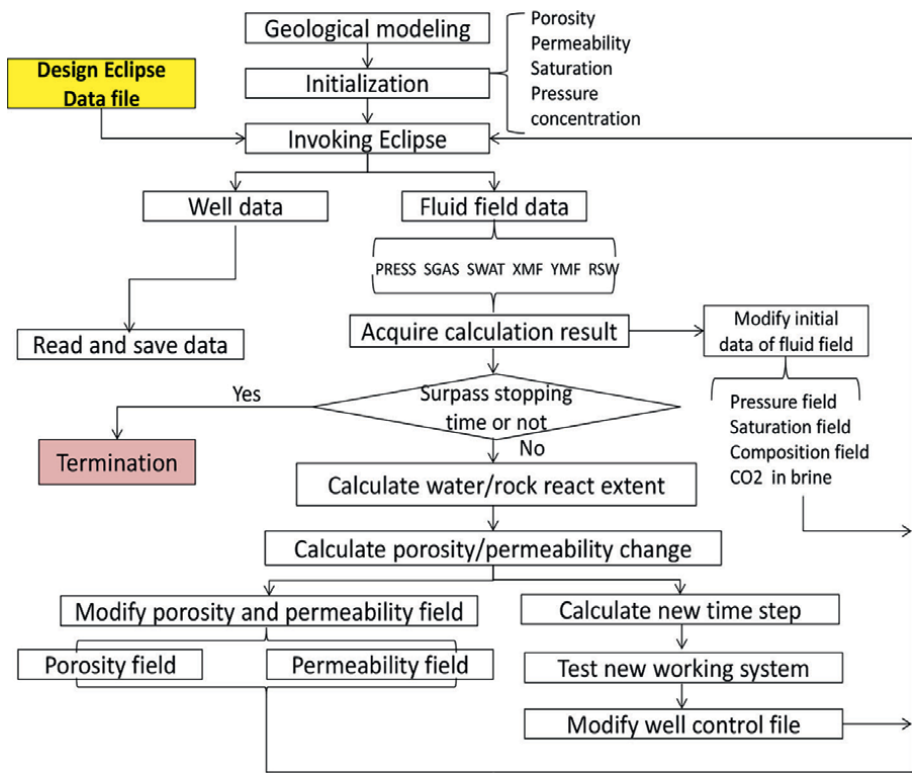 Geological modeling
Porosity
Permeability
Saturation
Pressure
concentration
Design Eclipse
Data file
Initialization
Invoking Eclipse
Well data
Fluid field data
PRESS SGAS SWAT XMF YMF RSW
Read and save data
Acquire calculation result
Modify initial
data of fluid field
Yes
Surpass stopping
time or not
Pressure field
Saturation field
Composition field
CO2 in brine
Termination
No
Calculate water/rock react extent
Calculate porosity/permeability change
Modify porosity and permeability field
Calculate new time step
Porosity field
Permeability field
Test new working system
Modify well control file